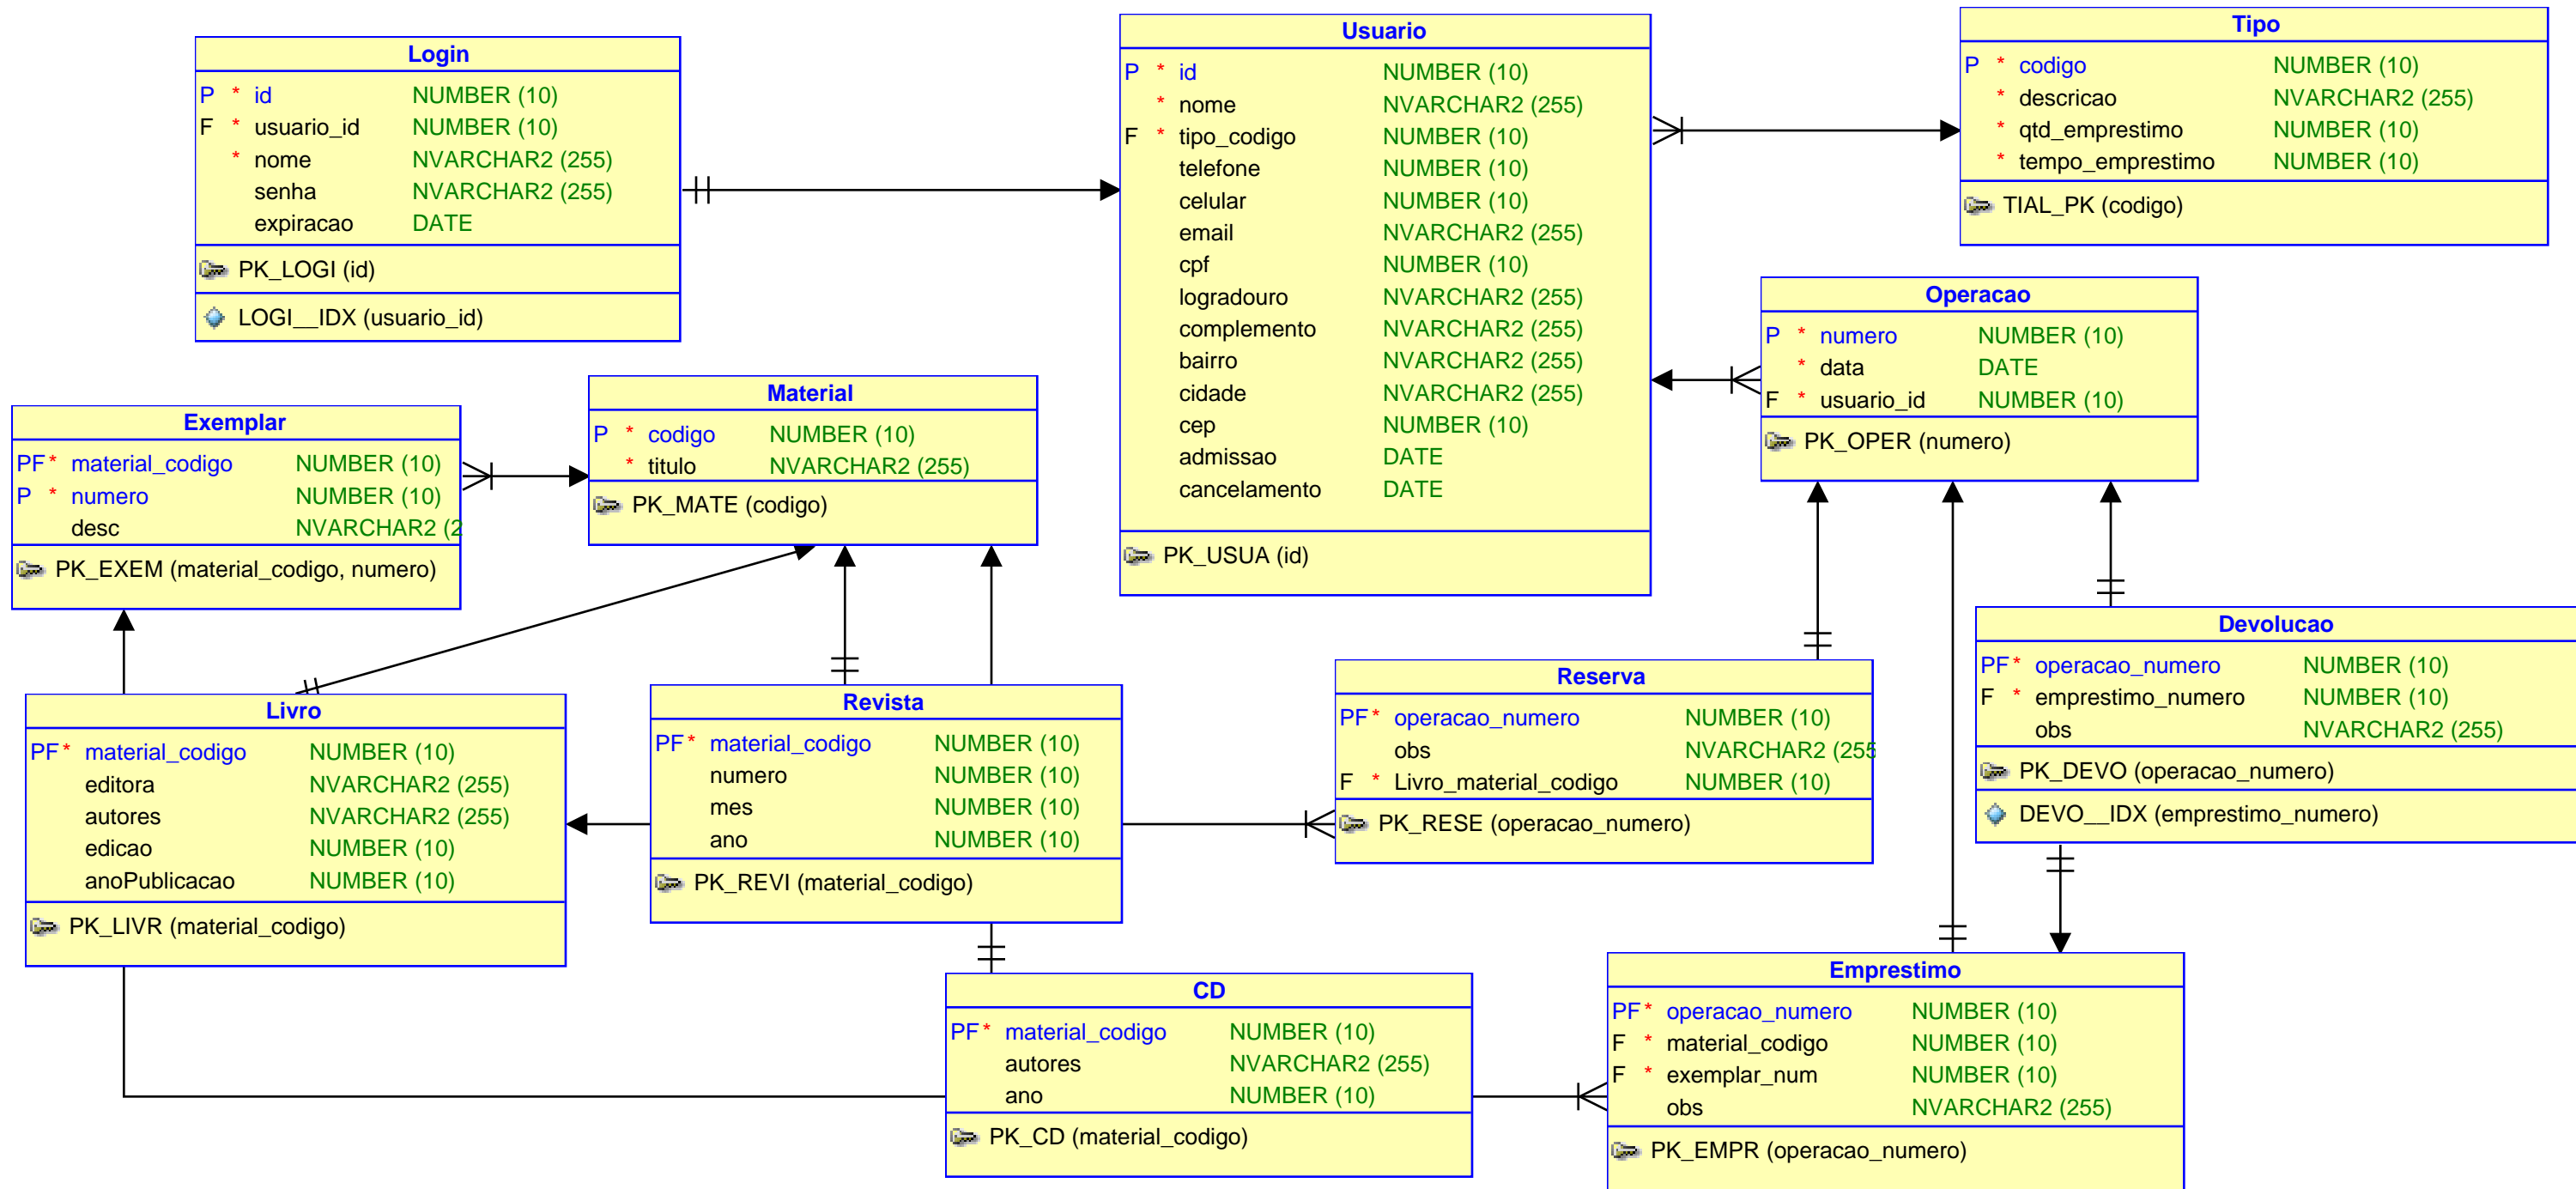 Login
P * id NUMBER (10)
F * usuario_id NUMBER (10)
* nome NVARCHAR2 (255)
senha NVARCHAR2 (255)
expiracao DATE
PK_LOGI (id)
LOGI__IDX (usuario_id)
Usuario
P * id NUMBER (10)
* nome NVARCHAR2 (255)
F * tipo_codigo NUMBER (10)
telefone NUMBER (10)
celular NUMBER (10)
email NVARCHAR2 (255)
cpf NUMBER (10)
logradouro NVARCHAR2 (255)
complemento NVARCHAR2 (255)
bairro NVARCHAR2 (255)
cidade NVARCHAR2 (255)
cep NUMBER (10)
admissao DATE
cancelamento DATE
PK_USUA (id)
Tipo
P * codigo NUMBER (10)
* descricao NVARCHAR2 (255)
* qtd_emprestimo NUMBER (10)
* tempo_emprestimo NUMBER (10)
TIAL_PK (codigo)
Operacao
P * numero NUMBER (10)
* data DATE
F * usuario_id NUMBER (10)
PK_OPER (numero)
Exemplar
PF* material_codigo NUMBER (10)
P * numero NUMBER (10)
desc NVARCHAR2 (2
PK_EXEM (material_codigo, numero)
Material
P * codigo NUMBER (10)
* titulo NVARCHAR2 (255)
PK_MATE (codigo)
Livro
PF* material_codigo NUMBER (10)
editora NVARCHAR2 (255)
autores NVARCHAR2 (255)
edicao NUMBER (10)
anoPublicacao NUMBER (10)
PK_LIVR (material_codigo)
Revista
PF* material_codigo NUMBER (10)
numero NUMBER (10)
mes NUMBER (10)
ano NUMBER (10)
PK_REVI (material_codigo)
Reserva
PF* operacao_numero NUMBER (10)
obs NVARCHAR2 (255
F * Livro_material_codigo NUMBER (10)
PK_RESE (operacao_numero)
Devolucao
PF* operacao_numero NUMBER (10)
F * emprestimo_numero NUMBER (10)
obs NVARCHAR2 (255)
PK_DEVO (operacao_numero)
DEVO__IDX (emprestimo_numero)
CD
PF* material_codigo NUMBER (10)
autores NVARCHAR2 (255)
ano NUMBER (10)
PK_CD (material_codigo)
Emprestimo
PF* operacao_numero NUMBER (10)
F * material_codigo NUMBER (10)
F * exemplar_num NUMBER (10)
obs NVARCHAR2 (255)
PK_EMPR (operacao_numero)